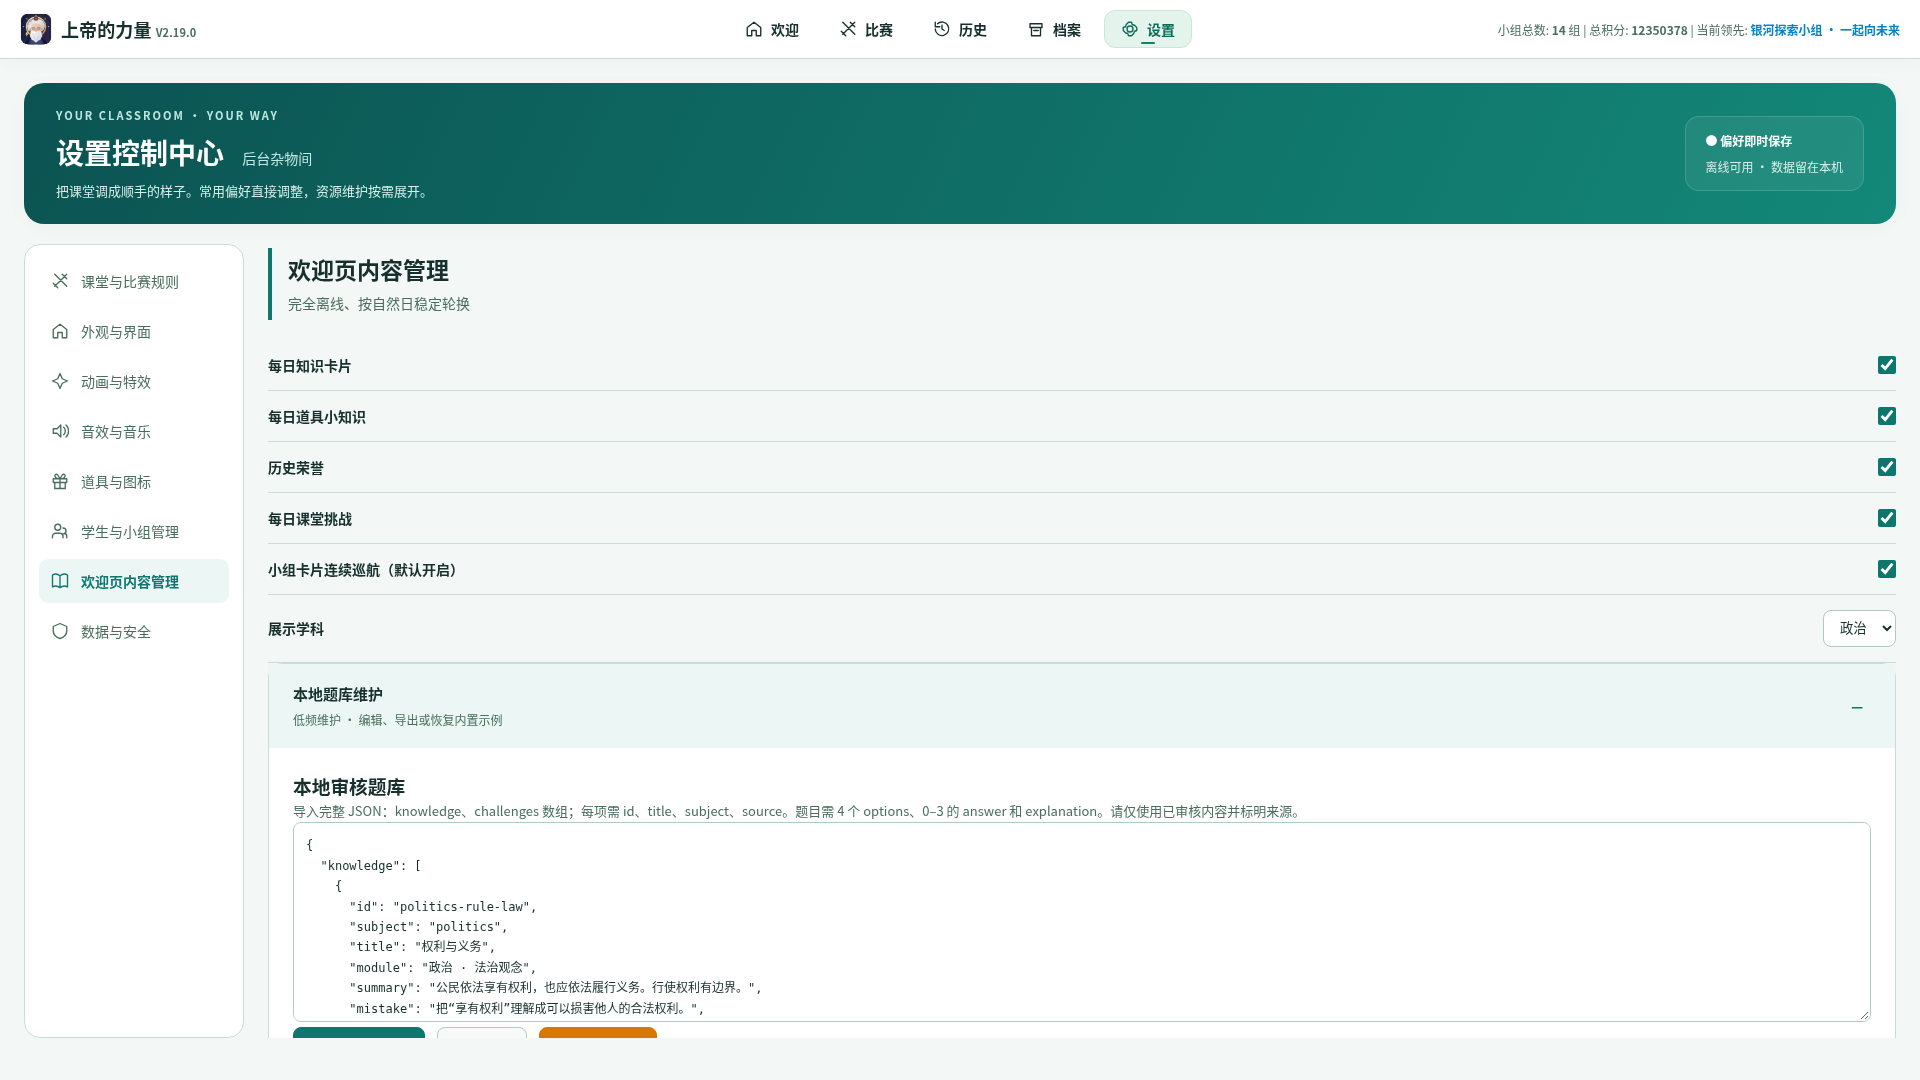 上帝的力量 V2.19.0
欢迎
比赛
历史
档案
设置
小组总数: 14 组 | 总积分: 12350378 | 当前领先: 银河探索小组 · 一起向未来
YOUR CLASSROOM · YOUR WAY
设置控制中心 后台杂物间
把课堂调成顺手的样子。常用偏好直接调整，资源维护按需展开。
偏好即时保存
离线可用 · 数据留在本机
课堂与比赛规则
外观与界面
动画与特效
音效与音乐
道具与图标
学生与小组管理
欢迎页内容管理
数据与安全
欢迎页内容管理
完全离线、按自然日稳定轮换
每日知识卡片
每日道具小知识
历史荣誉
每日课堂挑战
小组卡片连续巡航（默认开启）
展示学科
政治
本地题库维护
低频维护 · 编辑、导出或恢复内置示例
本地审核题库
导入完整 JSON：knowledge、challenges 数组；每项需 id、title、subject、source。题目需 4 个 options、0–3 的 answer 和 explanation。请仅使用已审核内容并标明来源。
{
"knowledge": [
{
"id": "politics-rule-law",
"subject": "politics",
"title": "权利与义务",
"module": "政治 · 法治观念",
"summary": "公民依法享有权利，也应依法履行义务。行使权利有边界。",
"mistake": "把“享有权利”理解成可以损害他人的合法权利。",